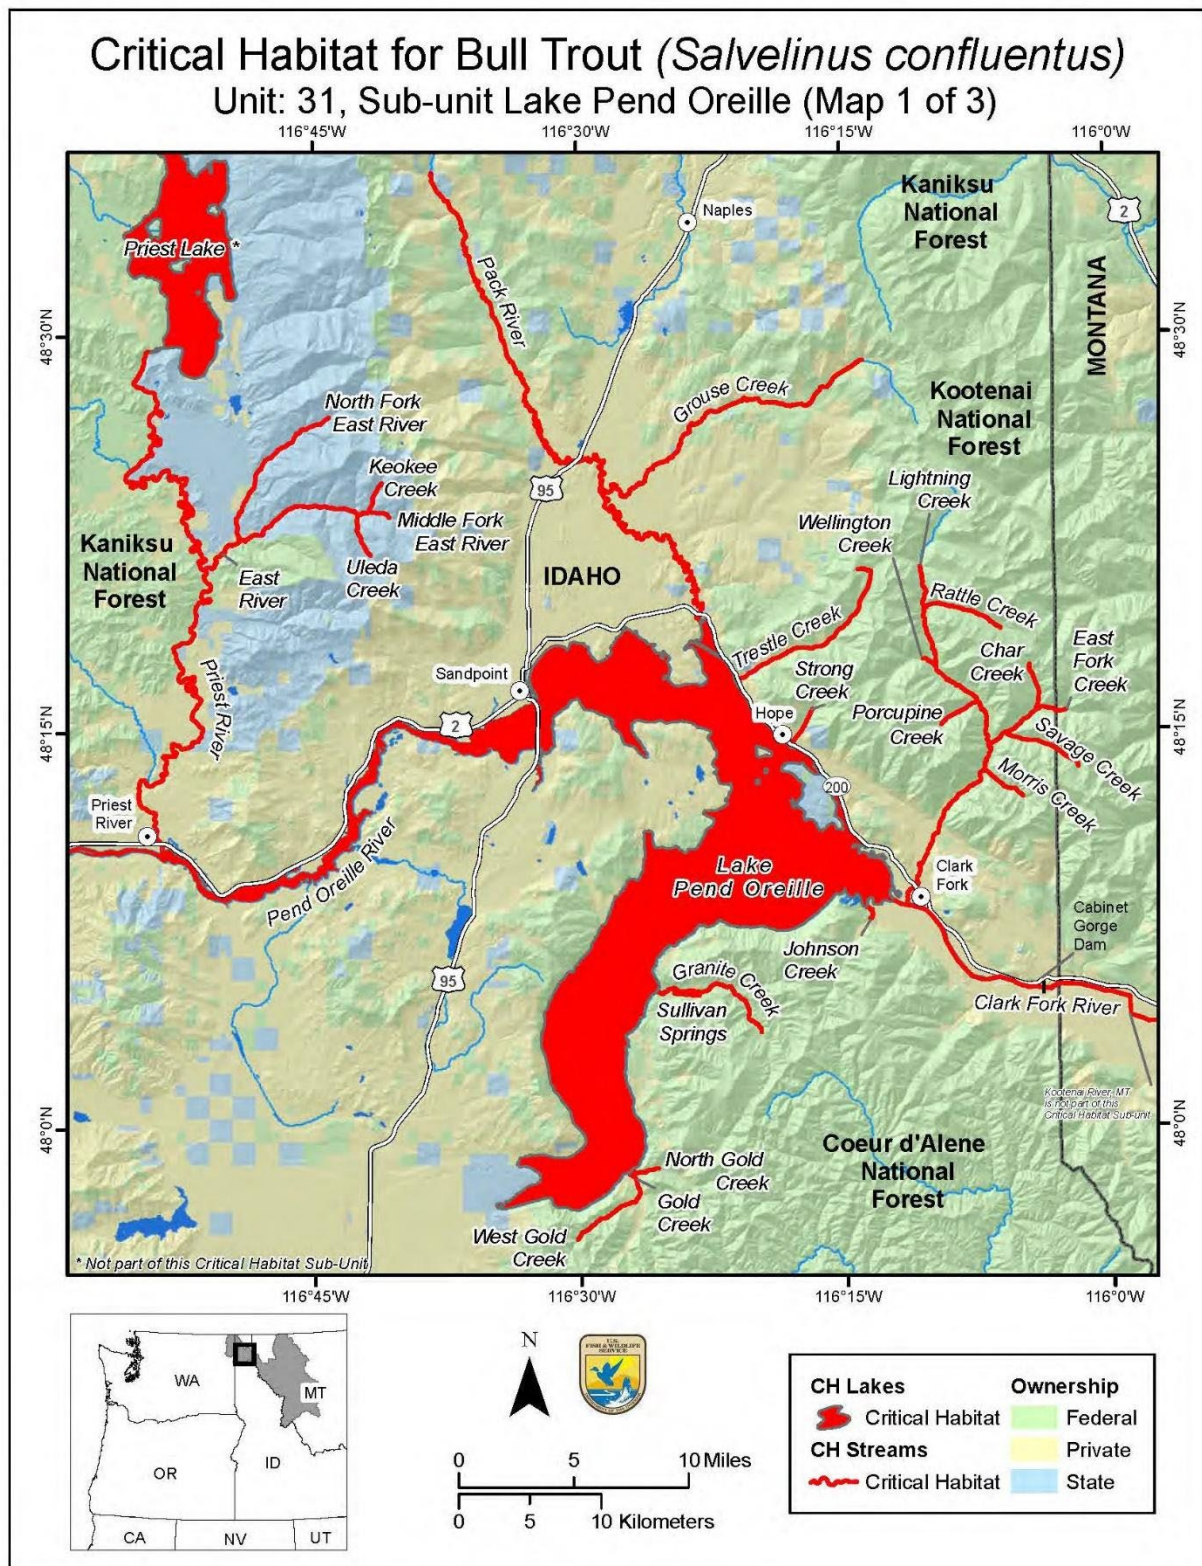 Critical Habitat for Bull Trout (Salvelinus confluentus)
Unit: 31, Sub-unit Lake Pend Oreille (Map 1 of 3)
116°45'W
116°30'W
116°15'W
116°0'W
Kaniksu
National
Forest
Naples
2
Priest Lake *
Pack River
MONTANA
48°30'N
48°30'N
Grouse Creek
Kootenai
National
Forest
North Fork
East River
Keokee
Creek
Lightning
Creek
95
Middle Fork
East River
Wellington
Creek
Kaniksu
National
Forest
East
River
Uleda
Creek
IDAHO
Rattle Creek
Trestle Creek
Char
Creek
East
Fork
Creek
Strong
Creek
Sandpoint
Priest River
Hope
Porcupine
Creek
2
48°15'N
48°15'N
Savage Creek
Morris Creek
200
Priest
River
Pend Oreille River
Lake
Pend Oreille
Clark
Fork
Cabinet
Gorge
Dam
Johnson
Creek
95
Granite Creek
Sullivan
Springs
Clark Fork River
Kootenai River, MT
is not part of this
Critical Habitat Sub-unit
48°0'N
48°0'N
Coeur d'Alene
National
Forest
North Gold
Creek
Gold
Creek
West Gold
Creek
* Not part of this Critical Habitat Sub-Unit
116°45'W
116°30'W
116°15'W
116°0'W
WA
MT
OR
ID
CA
NV
UT
N
U.S.
FISH & WILDLIFE
SERVICE
0
5
10 Miles
0
5
10 Kilometers
CH Lakes
Critical Habitat
CH Streams
Critical Habitat
Ownership
Federal
Private
State